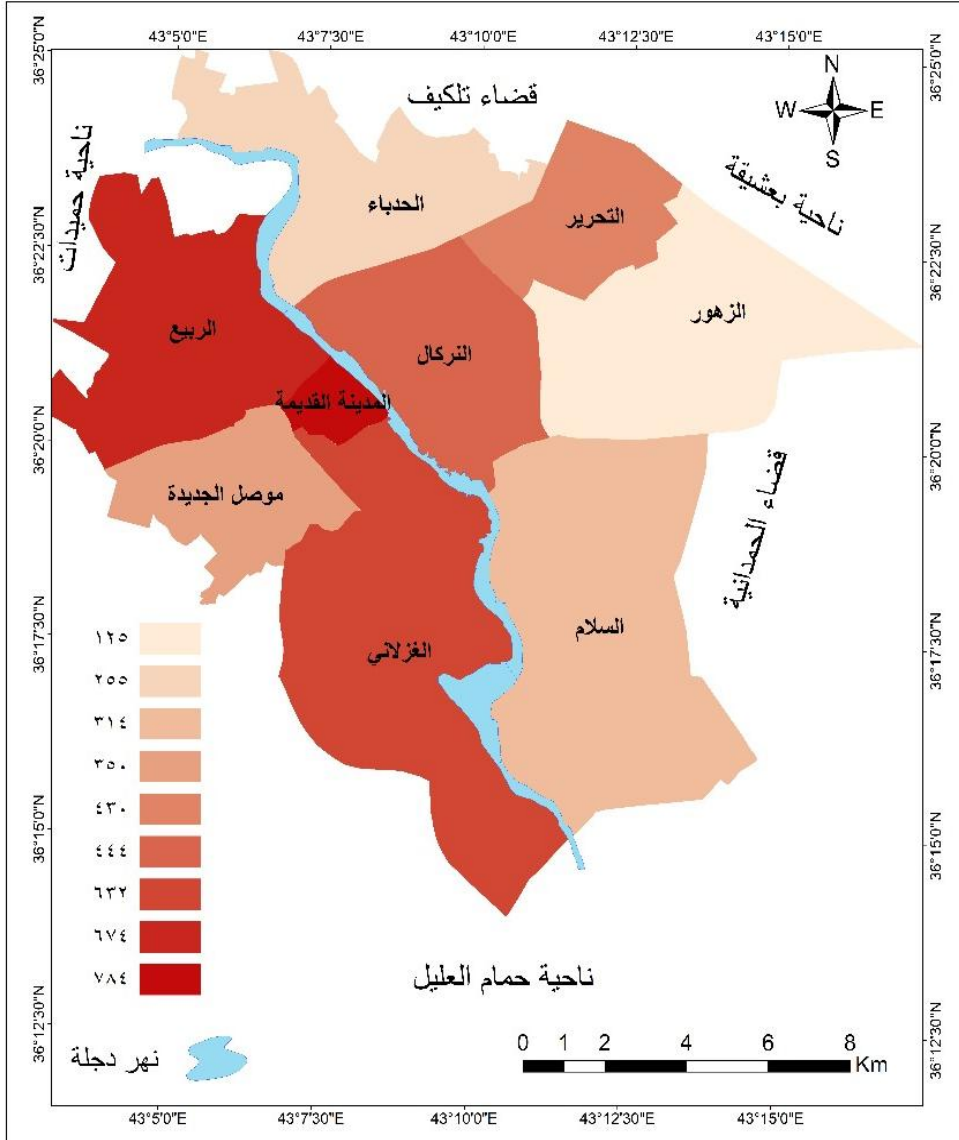 43°5'0"E 43°7'30"E 43°10'0"E 43°12'30"E 43°15'0"E
36°25'0"N 36°25'0"N
N
W E
S
قضاء تلكيف
ناحية بعشيقة
ناحية حميدات
الحدباء
التحرير
36°22'30"N 36°22'30"N
الزهور
الربيع
النركال
المدينة القديمة
36°20'0"N 36°20'0"N
موصل الجديدة
قضاء الحمدانية
36°17'30"N 36°17'30"N
السلام
الغزلاني
١٢٥
٢٥٥
٣١٤
٣٥٠
٤٣٠
٤٤٤
٦٣٢
٦٧٤
٧٨٤
36°15'0"N 36°15'0"N
ناحية حمام العليل
36°12'30"N 36°12'30"N
نهر دجلة
0 1 2 4 6 8
Km
43°5'0"E 43°7'30"E 43°10'0"E 43°12'30"E 43°15'0"E